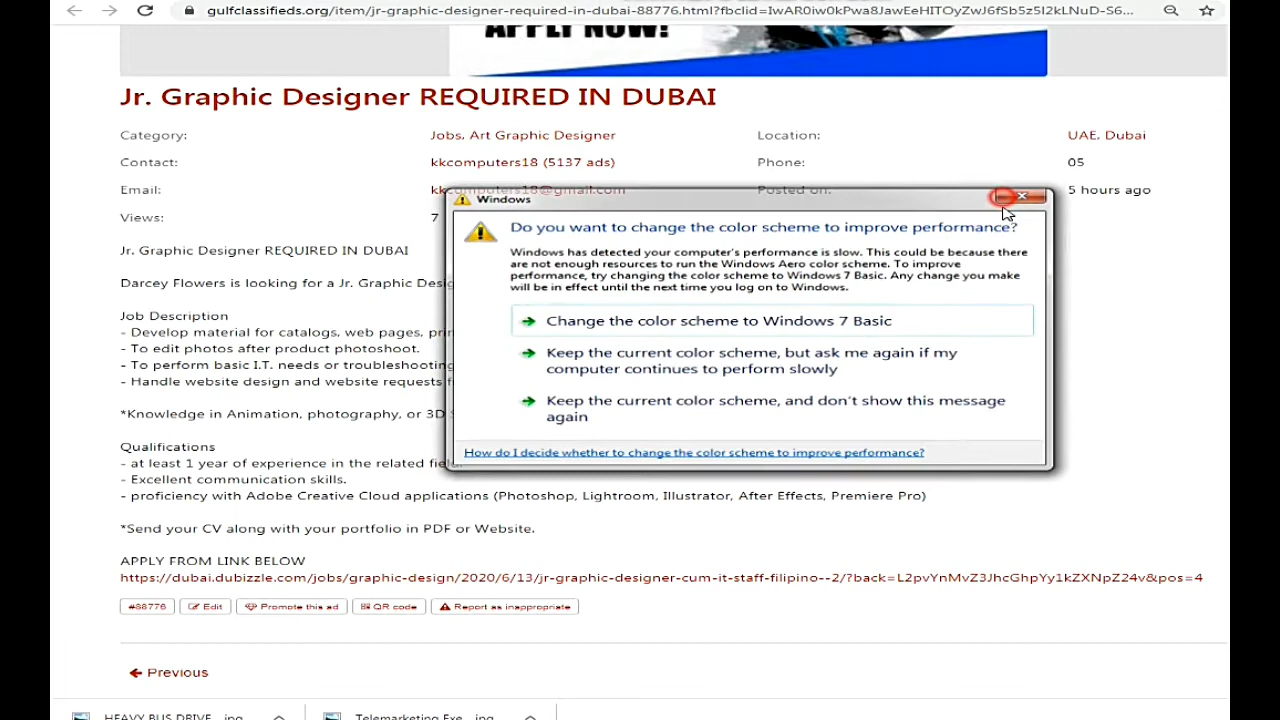 gulfclassifieds.org/item/jr-graphic-designer-required-in-dubai-88776.html?fbclid=IwAR0iw0kPwa8JawEeHITOyZwJ6fSb5z5I2kLNuD-S6...
APPLY NOW!
Jr. Graphic Designer REQUIRED IN DUBAI
Category: Jobs, Art Graphic Designer Location: UAE, Dubai
Contact: kkcomputers18 (5137 ads) Phone: 05
Email: kkcomputers18@gmail.com Posted on: 5 hours ago
Views: 7
Jr. Graphic Designer REQUIRED IN DUBAI
Darcey Flowers is looking for a Jr. Graphic
Job Description
- Develop material for catalogs, web pages,
- To edit photos after product photoshoot.
- To perform basic I.T. needs or troubleshooting
- Handle website design and website requests
*Knowledge in Animation, photography, or 3D
Qualifications
- at least 1 year of experience in the related field.
- Excellent communication skills.
- proficiency with Adobe Creative Cloud applications (Photoshop, Lightroom, Illustrator, After Effects, Premiere Pro)
*Send your CV along with your portfolio in PDF or Website.
APPLY FROM LINK BELOW
https://dubai.dubizzle.com/jobs/graphic-design/2020/6/13/jr-graphic-designer-cum-it-staff-filipino--2/?back=L2pvYnMvZ3JhcGhpYy1kZXNpZ24v&pos=4
#88776 Edit Promote this ad QR code Report as inappropriate
Previous
HEAVY BUS DRIVE....jpg Telemarketing Exe....jpg
Windows
Do you want to change the color scheme to improve performance?
Windows has detected your computer's performance is slow. This could be because there
are not enough resources to run the Windows Aero color scheme. To improve
performance, try changing the color scheme to Windows 7 Basic. Any change you make
will be in effect until the next time you log on to Windows.
Change the color scheme to Windows 7 Basic
Keep the current color scheme, but ask me again if my
computer continues to perform slowly
Keep the current color scheme, and don't show this message
again
How do I decide whether to change the color scheme to improve performance?